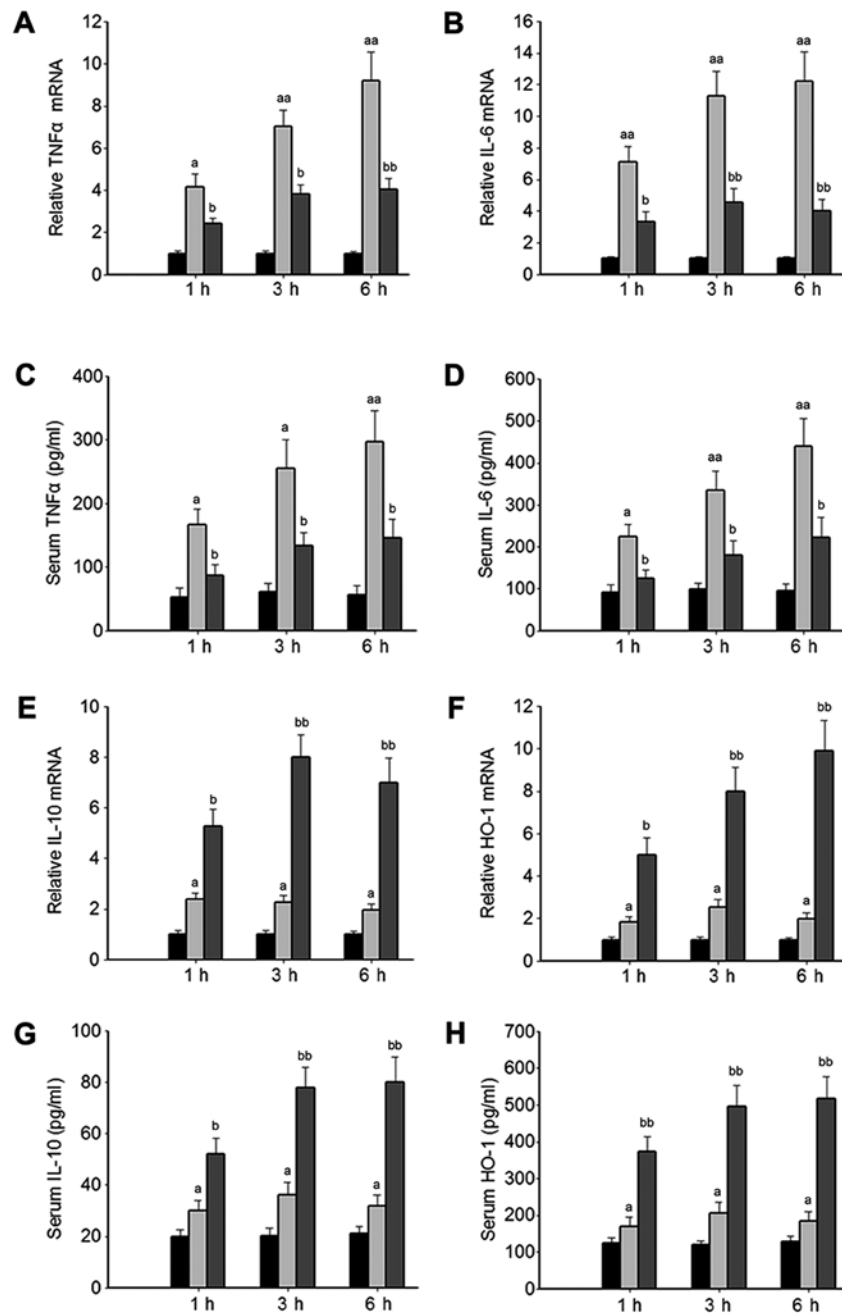 A
Relative TNFα mRNA
12
10
8
6
4
2
0
a
b
aa
b
aa
bb
1 h
3 h
6 h
B
Relative IL-6 mRNA
16
14
12
10
8
6
4
2
0
aa
b
aa
bb
aa
bb
1 h
3 h
6 h
C
Serum TNFα (pg/ml)
400
300
200
100
0
a
b
a
b
aa
b
1 h
3 h
6 h
D
Serum IL-6 (pg/ml)
600
500
400
300
200
100
0
a
b
aa
b
aa
b
1 h
3 h
6 h
E
Relative IL-10 mRNA
10
8
6
4
2
0
a
b
a
bb
a
bb
1 h
3 h
6 h
F
Relative HO-1 mRNA
12
10
8
6
4
2
0
a
b
a
bb
a
bb
1 h
3 h
6 h
G
Serum IL-10 (pg/ml)
100
80
60
40
20
0
a
b
a
bb
a
bb
1 h
3 h
6 h
H
Serum HO-1 (pg/ml)
700
600
500
400
300
200
100
0
a
bb
a
bb
a
bb
1 h
3 h
6 h